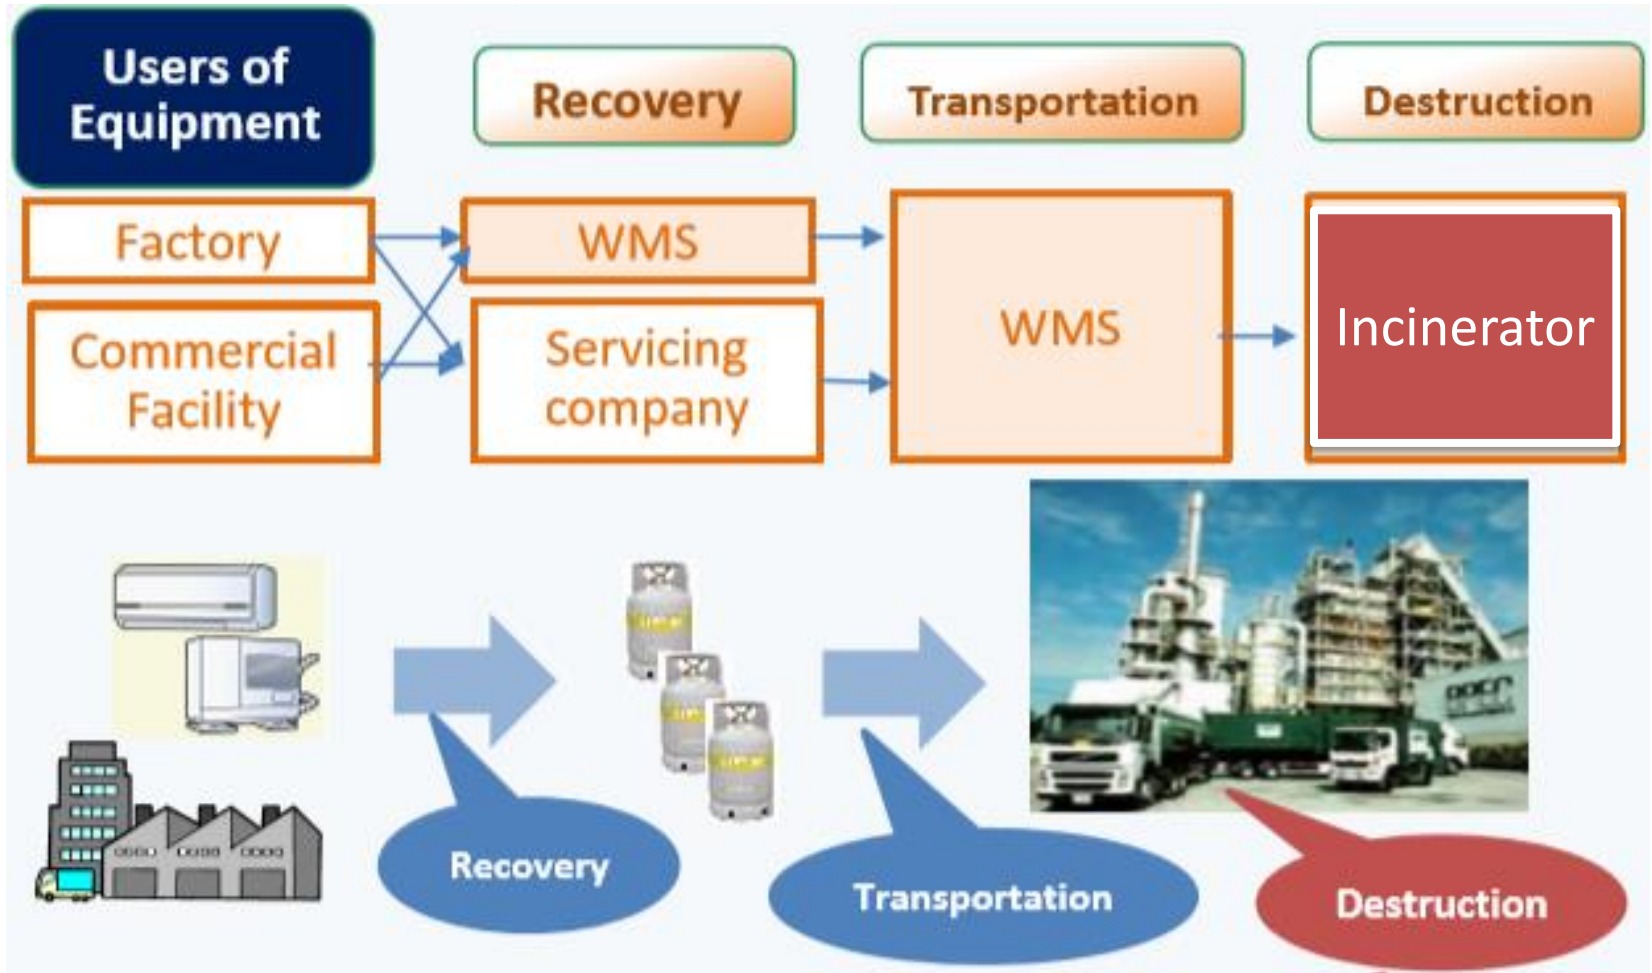 Users of
Equipment
Recovery
Transportation
Destruction
Factory
WMS
WMS
Incinerator
Commercial
Facility
Servicing
company
Recovery
Transportation
Destruction